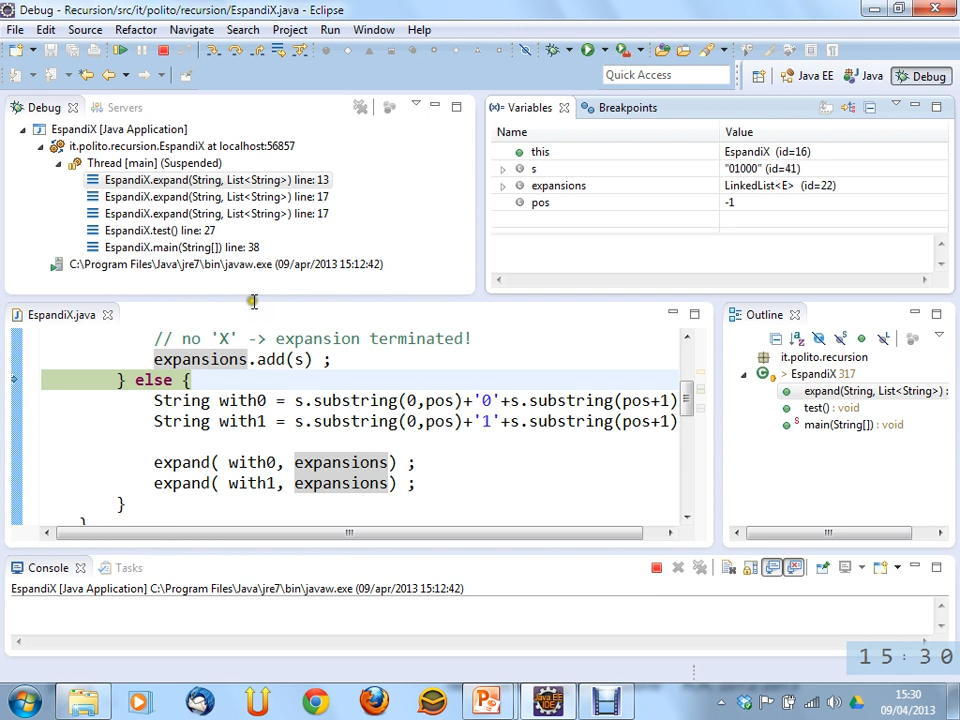 Debug - Recursion/src/it/polito/recursion/EspandiX.java - Eclipse
File Edit Source Refactor Navigate Search Project Run Window Help
Quick Access
Java EE Java Debug
Debug Servers
EspandiX [Java Application]
it.polito.recursion.EspandiX at localhost:56857
Thread [main] (Suspended)
EspandiX.expand(String, List<String>) line: 13
EspandiX.expand(String, List<String>) line: 17
EspandiX.expand(String, List<String>) line: 17
EspandiX.test() line: 27
EspandiX.main(String[]) line: 38
C:\Program Files\Java\jre7\bin\javaw.exe (09/apr/2013 15:12:42)
(x)= Variables Breakpoints
Name Value
this EspandiX (id=16)
s "01000" (id=41)
expansions LinkedList<E> (id=22)
pos -1
EspandiX.java
// no 'X' -> expansion terminated!
expansions.add(s) ;
} else {
String with0 = s.substring(0,pos)+'0'+s.substring(pos+1)
String with1 = s.substring(0,pos)+'1'+s.substring(pos+1)
expand( with0, expansions) ;
expand( with1, expansions) ;
}
Outline
it.polito.recursion
> EspandiX 317
expand(String, List<String>) :
test() : void
main(String[]) : void
Console Tasks
EspandiX [Java Application] C:\Program Files\Java\jre7\bin\javaw.exe (09/apr/2013 15:12:42)
15:30
15:30
09/04/2013